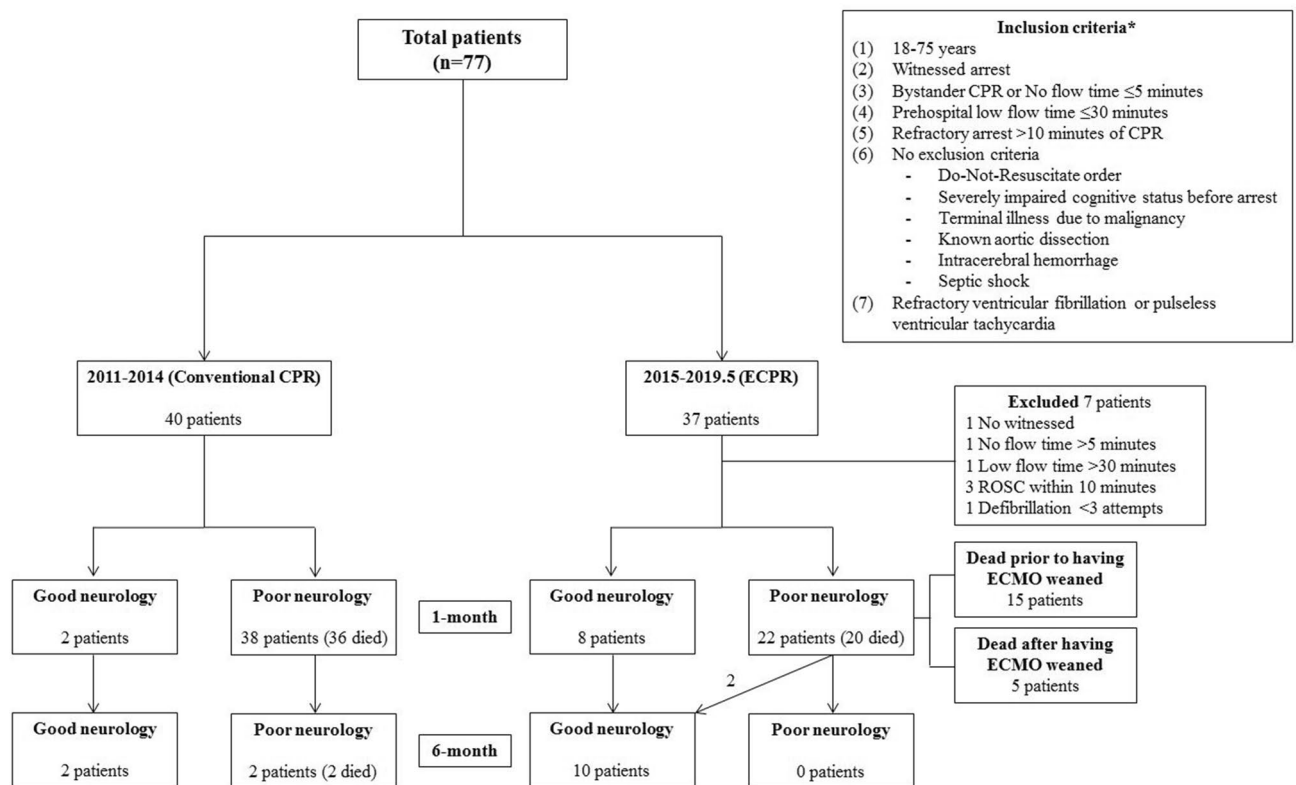 Total patients
(n=77)
Inclusion criteria*
(1) 18-75 years
(2) Witnessed arrest
(3) Bystander CPR or No flow time ≤5 minutes
(4) Prehospital low flow time ≤30 minutes
(5) Refractory arrest >10 minutes of CPR
(6) No exclusion criteria
- Do-Not-Resuscitate order
- Severely impaired cognitive status before arrest
- Terminal illness due to malignancy
- Known aortic dissection
- Intracerebral hemorrhage
- Septic shock
(7) Refractory ventricular fibrillation or pulseless
ventricular tachycardia
2011-2014 (Conventional CPR)
40 patients
2015-2019.5 (ECPR)
37 patients
Excluded 7 patients
1 No witnessed
1 No flow time >5 minutes
1 Low flow time >30 minutes
3 ROSC within 10 minutes
1 Defibrillation <3 attempts
Good neurology
2 patients
Poor neurology
38 patients (36 died)
1-month
Good neurology
8 patients
Poor neurology
22 patients (20 died)
Dead prior to having
ECMO weaned
15 patients
Dead after having
ECMO weaned
5 patients
2
Good neurology
2 patients
Poor neurology
2 patients (2 died)
6-month
Good neurology
10 patients
Poor neurology
0 patients